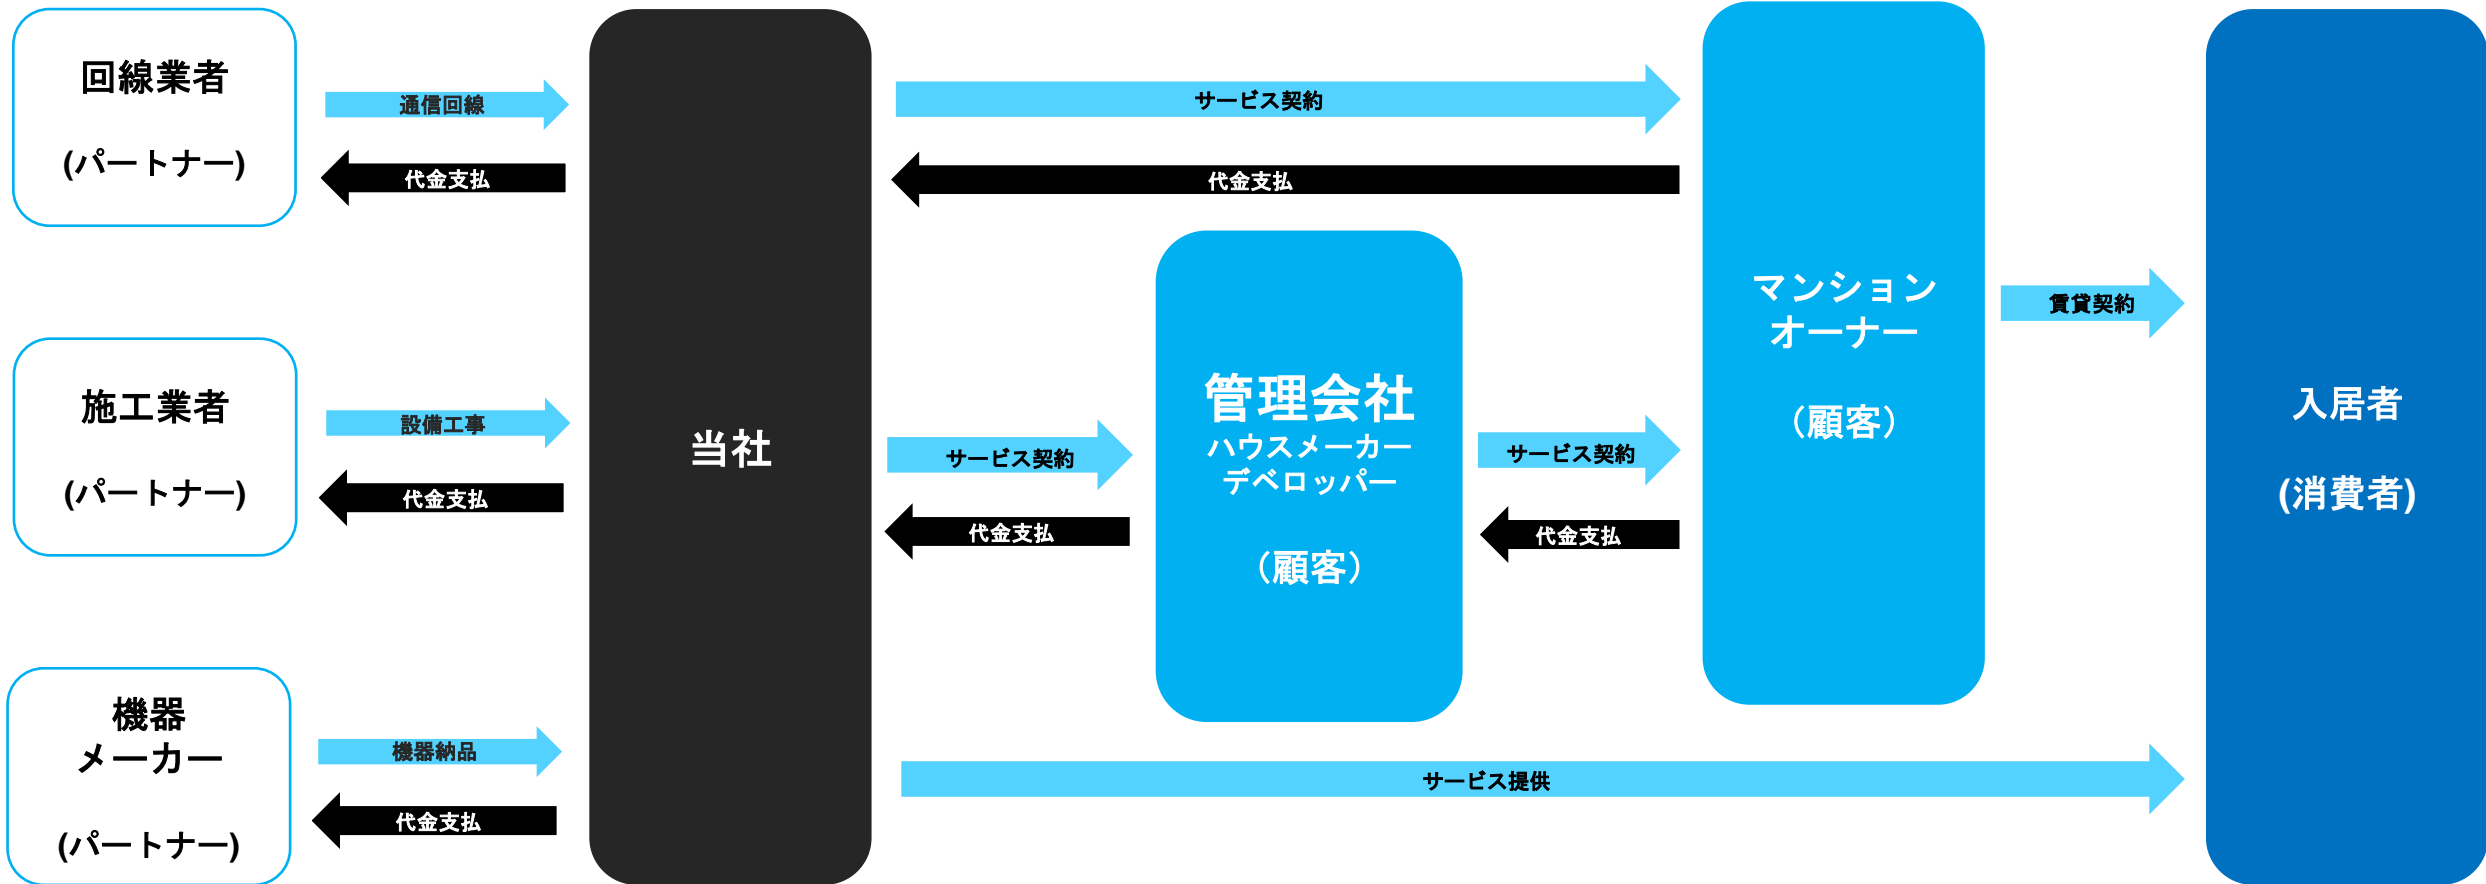 回線業者
(パートナー)
通信回線
代金支払
施工業者
(パートナー)
設備工事
代金支払
機器
メーカー
(パートナー)
機器納品
代金支払
当社
サービス契約
代金支払
サービス契約
代金支払
管理会社
ハウスメーカー
デベロッパー
（顧客）
サービス契約
代金支払
マンション
オーナー
（顧客）
賃貸契約
サービス提供
入居者
(消費者)